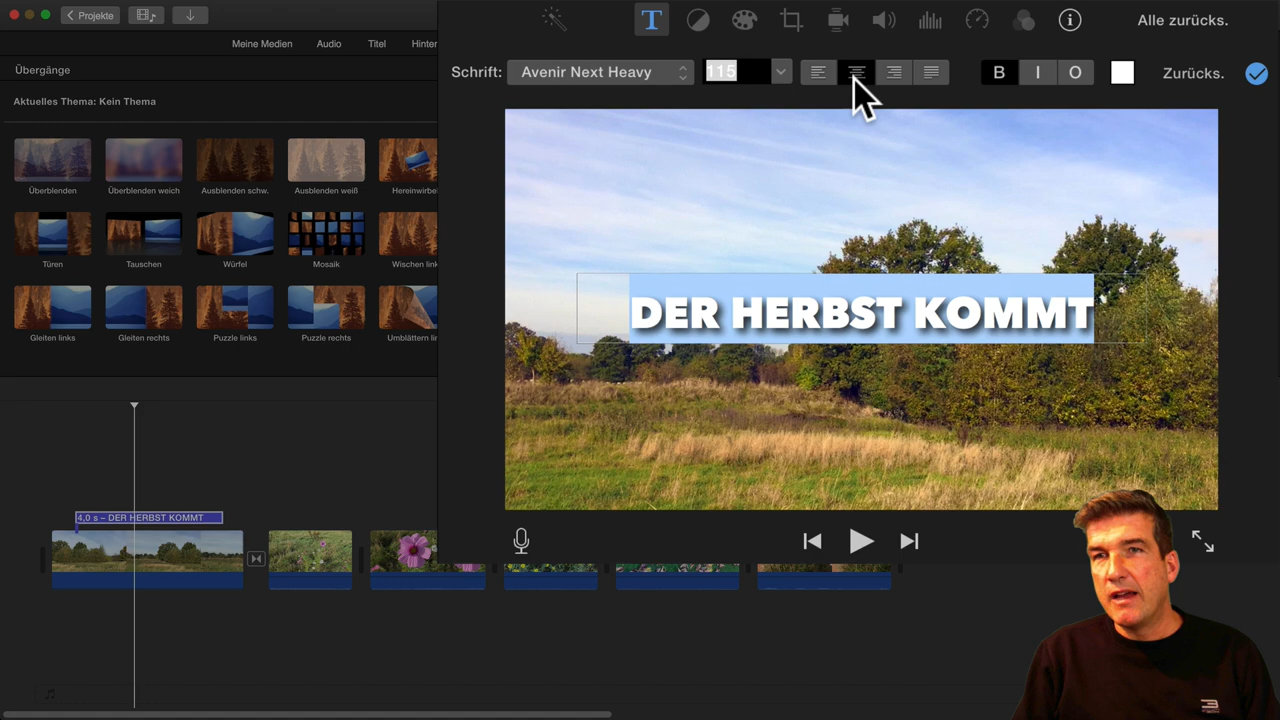 Projekte
Alle zurücks.
Meine Medien Audio Titel Hinter
Schrift: Avenir Next Heavy 115 B I O Zurücks.
Übergänge
Aktuelles Thema: Kein Thema
Überblenden Überblenden weich Ausblenden schw. Ausblenden weiß Hereinwirbel
Türen Tauschen Würfel Mosaik Wischen link
Gleiten links Gleiten rechts Puzzle links Puzzle rechts Umblättern lin
DER HERBST KOMMT
4,0 s – DER HERBST KOMMT